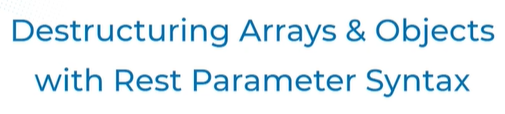 Destructuring Arrays & Objects
with Rest Parameter Syntax